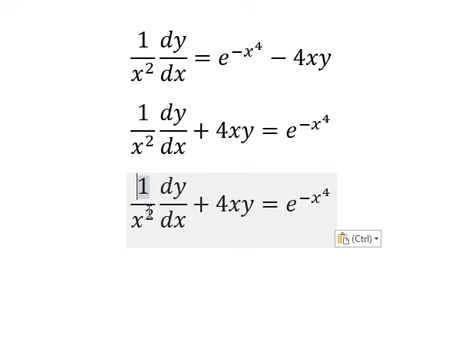 1/x² dy/dx = e^(−x⁴) − 4xy
1/x² dy/dx + 4xy = e^(−x⁴)
1/x² dy/dx + 4xy = e^(−x⁴)
(Ctrl)